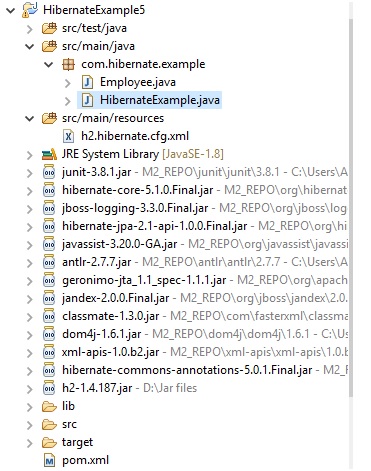 HibernateExample5
src/test/java
src/main/java
com.hibernate.example
Employee.java
HibernateExample.java
src/main/resources
h2.hibernate.cfg.xml
JRE System Library [JavaSE-1.8]
junit-3.8.1.jar - M2_REPO\junit\junit\3.8.1 - C:\Users\A
hibernate-core-5.1.0.Final.jar - M2_REPO\org\hibernate
jboss-logging-3.3.0.Final.jar - M2_REPO\org\jboss\log
hibernate-jpa-2.1-api-1.0.0.Final.jar - M2_REPO\org\hi
javassist-3.20.0-GA.jar - M2_REPO\org\javassist\javassi
antlr-2.7.7.jar - M2_REPO\antlr\antlr\2.7.7 - C:\Users\A
geronimo-jta_1.1_spec-1.1.1.jar - M2_REPO\org\apac
jandex-2.0.0.Final.jar - M2_REPO\org\jboss\jandex\2.0.
classmate-1.3.0.jar - M2_REPO\com\fasterxml\classma
dom4j-1.6.1.jar - M2_REPO\dom4j\dom4j\1.6.1 - C:\U
xml-apis-1.0.b2.jar - M2_REPO\xml-apis\xml-apis\1.0.b
hibernate-commons-annotations-5.0.1.Final.jar - M2_R
h2-1.4.187.jar - D:\Jar files
lib
src
target
pom.xml